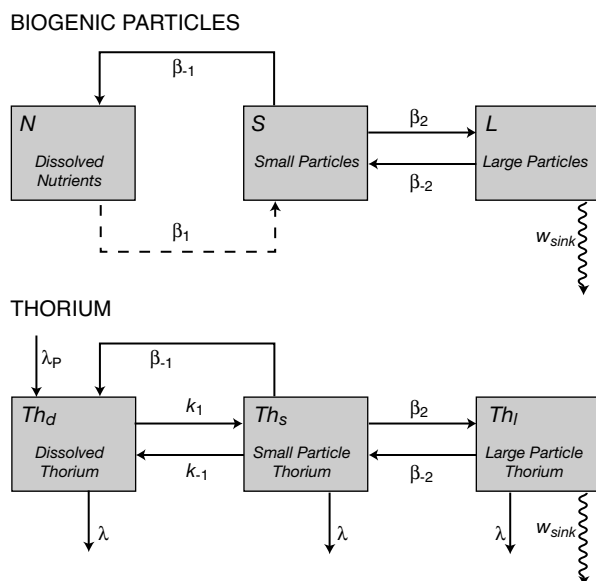 BIOGENIC PARTICLES
β-1
N
Dissolved
Nutrients
S
Small Particles
β2
β-2
L
Large Particles
β1
wsink
THORIUM
λP
β-1
Thd
Dissolved
Thorium
k1
k-1
Ths
Small Particle
Thorium
β2
β-2
Thl
Large Particle
Thorium
λ
λ
λ
wsink